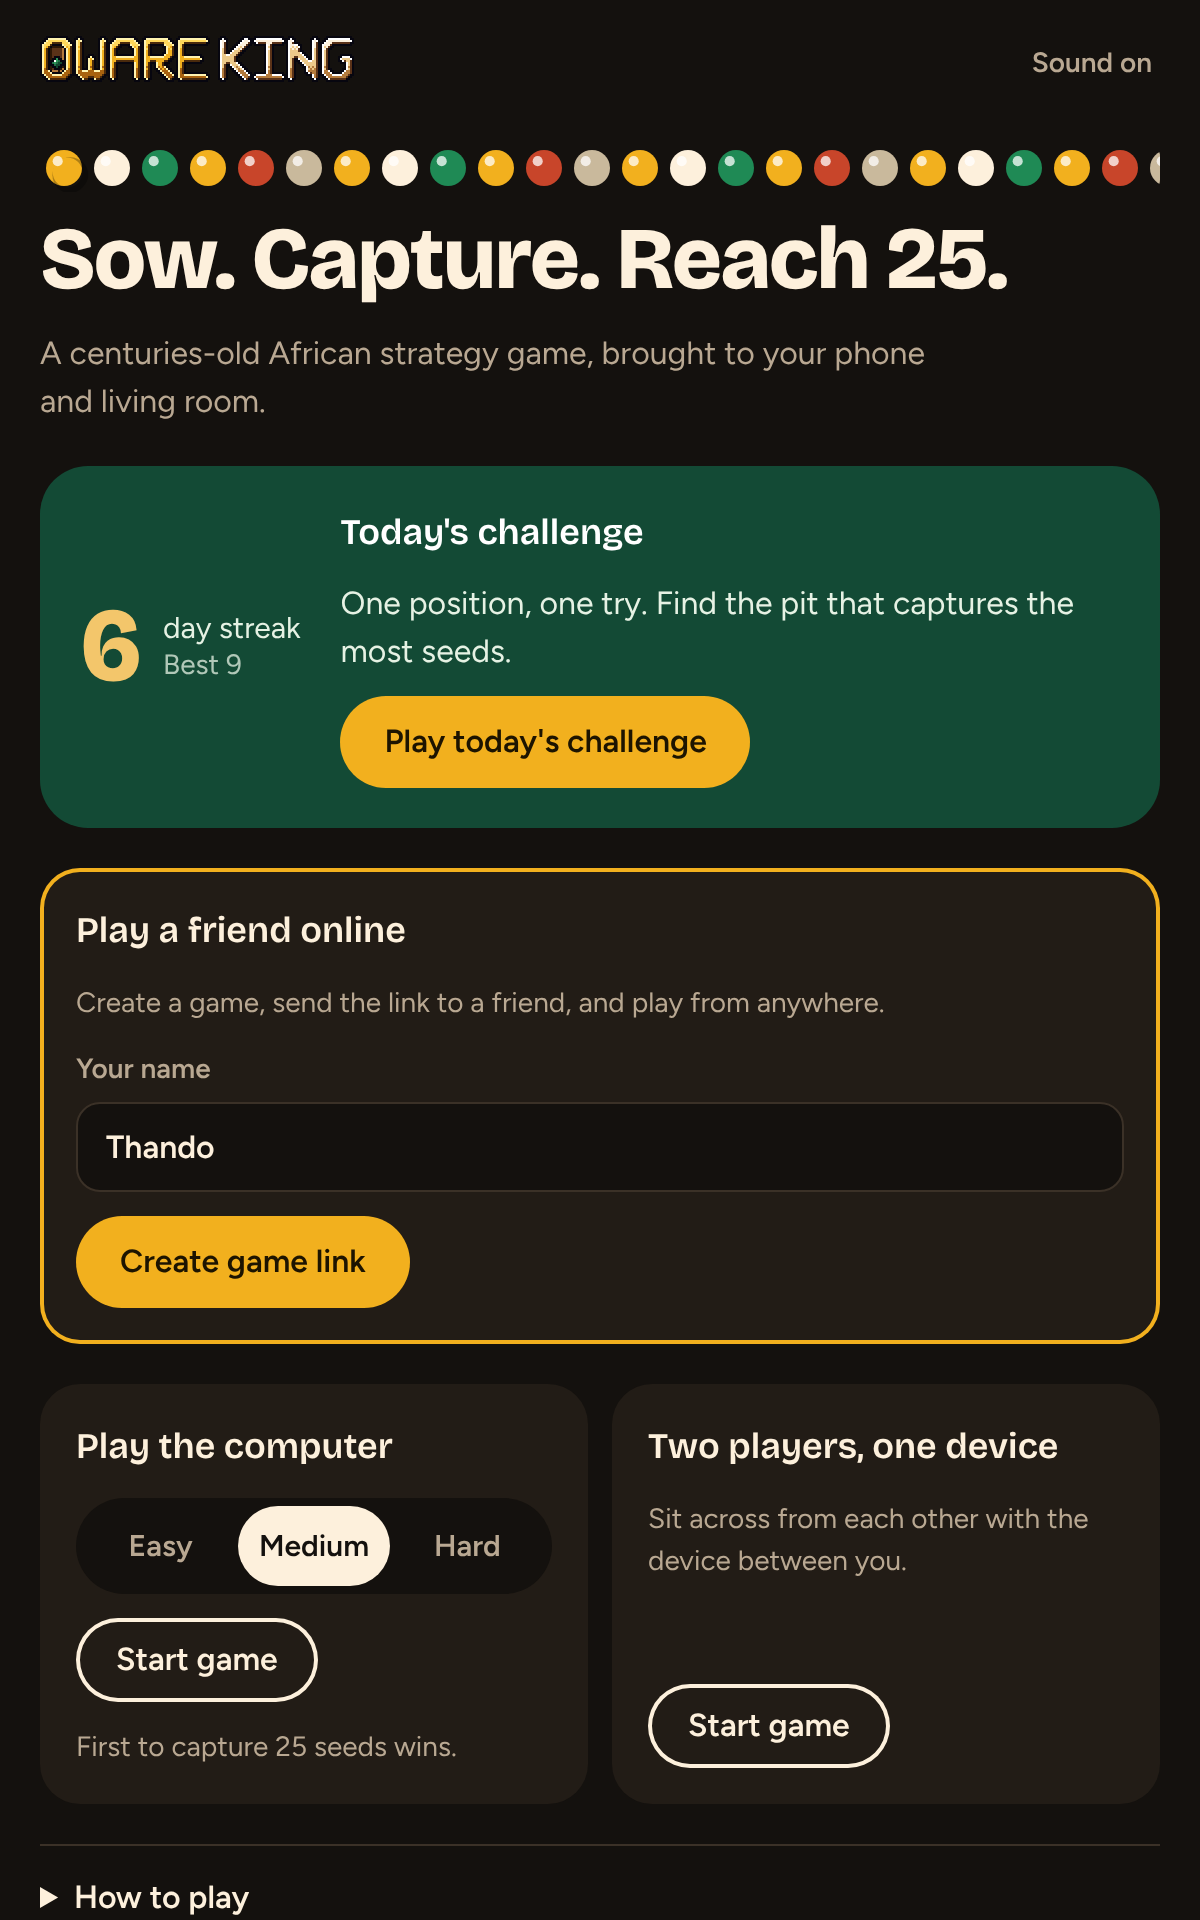 OWARE KING
Sound on
Sow. Capture. Reach 25.
A centuries-old African strategy game, brought to your phone
and living room.
Today's challenge
One position, one try. Find the pit that captures the
most seeds.
6
day streak
Best 9
Play today's challenge
Play a friend online
Create a game, send the link to a friend, and play from anywhere.
Your name
Thando
Create game link
Play the computer
Easy Medium Hard
Start game
First to capture 25 seeds wins.
Two players, one device
Sit across from each other with the
device between you.
Start game
How to play